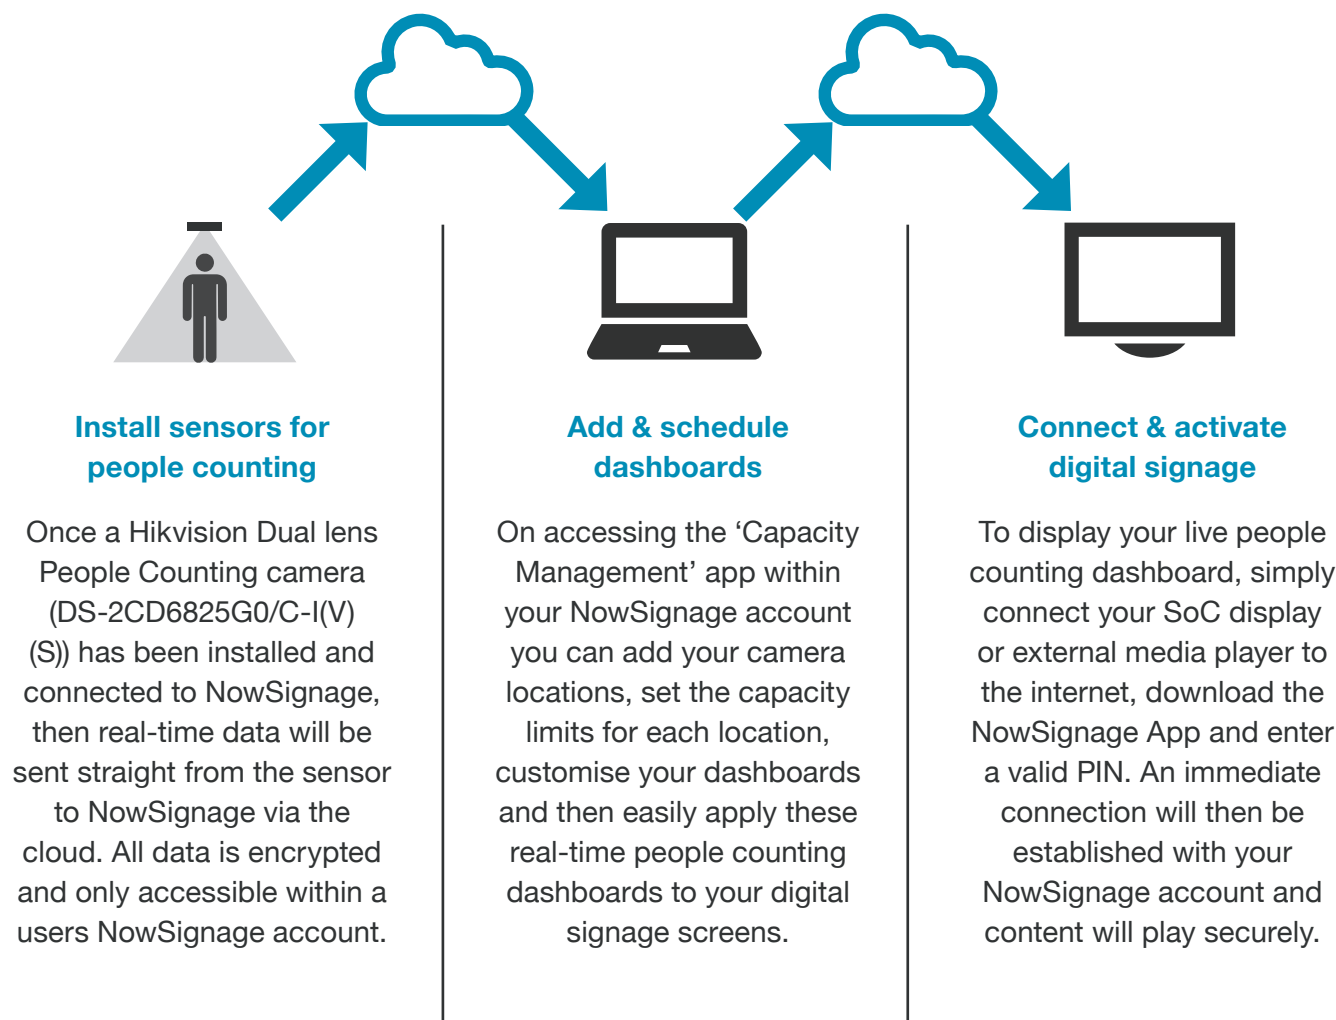 Install sensors for
people counting
Once a Hikvision Dual lens
People Counting camera
(DS-2CD6825G0/C-I(V)
(S)) has been installed and
connected to NowSignage,
then real-time data will be
sent straight from the sensor
to NowSignage via the
cloud. All data is encrypted
and only accessible within a
users NowSignage account.
Add & schedule
dashboards
On accessing the ‘Capacity
Management’ app within
your NowSignage account
you can add your camera
locations, set the capacity
limits for each location,
customise your dashboards
and then easily apply these
real-time people counting
dashboards to your digital
signage screens.
Connect & activate
digital signage
To display your live people
counting dashboard, simply
connect your SoC display
or external media player to
the internet, download the
NowSignage App and enter
a valid PIN. An immediate
connection will then be
established with your
NowSignage account and
content will play securely.